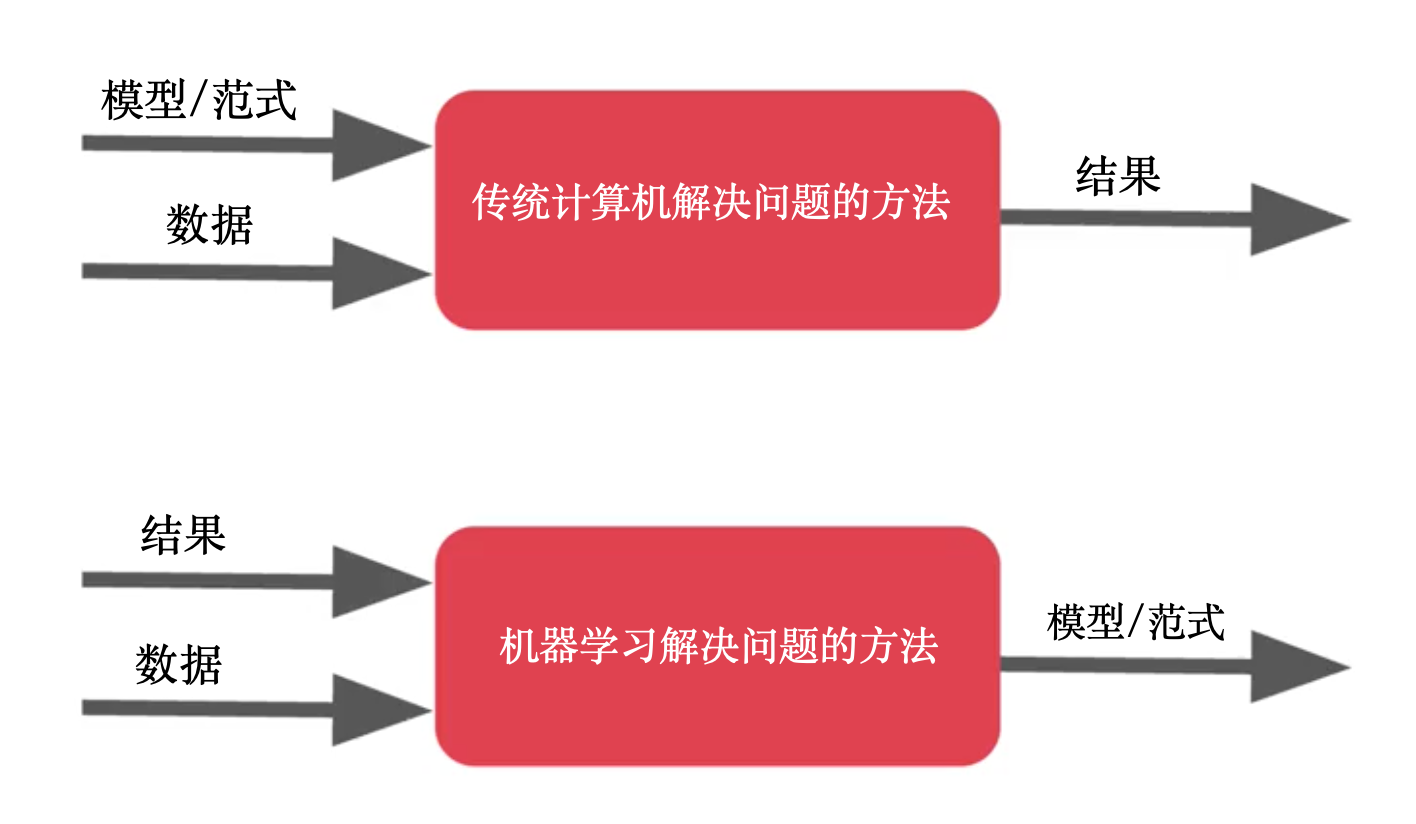 模型/范式
数据
传统计算机解决问题的方法
结果
结果
数据
机器学习解决问题的方法
模型/范式